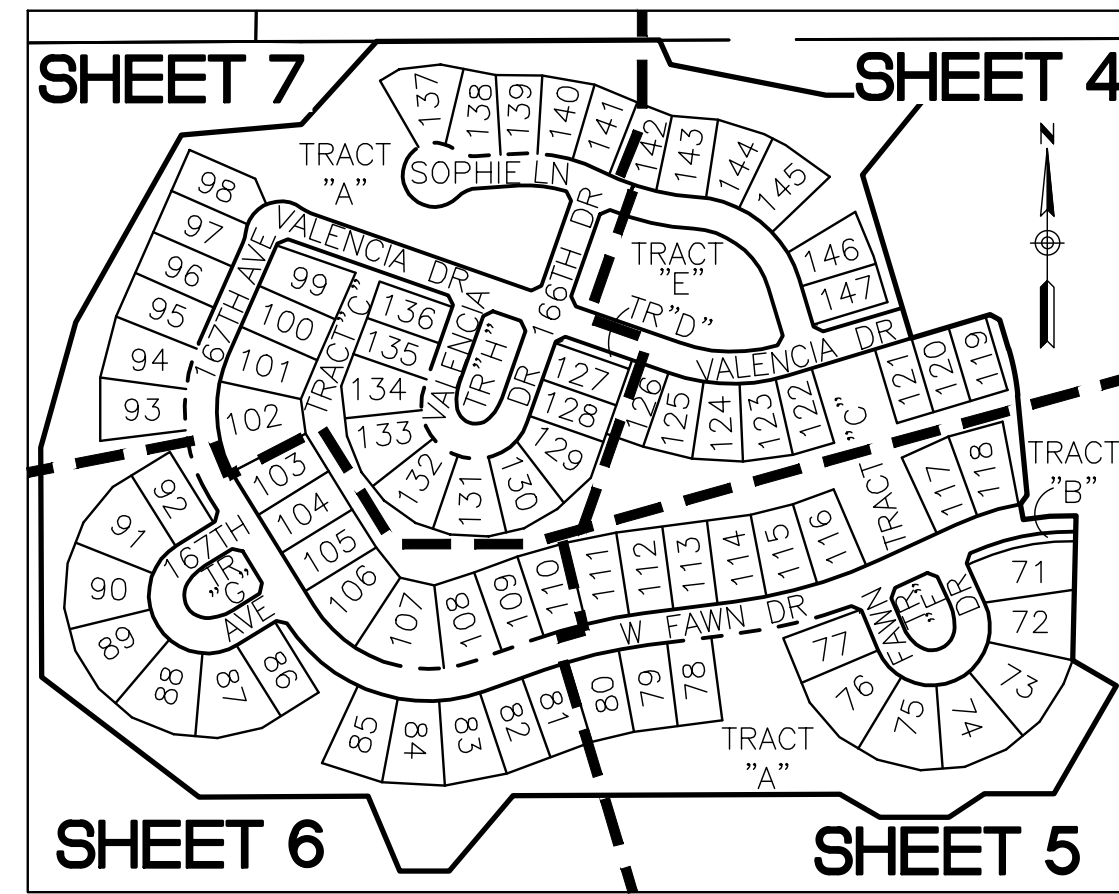 SHEET 7
SHEET 4
N
137
138
139
140
141
142
143
144
145
146
147
SOPHIE LN
TRACT
"A"
98
97
96
95
94
93
VALENCIA DR
167TH AVE
166TH DR
TRACT
"E"
TR "D"
99
100
101
102
TRACT "C"
136
135
134
133
132
131
130
129
128
127
VALENCIA
DR
TR "H"
VALENCIA DR
126
125
124
123
122
121
120
119
TRACT "C"
118
117
116
115
114
113
112
111
110
109
108
107
106
105
104
103
TRACT
"B"
92
91
90
89
88
87
86
167TH
AVE
TR
"G"
W FAWN DR
FAWN
DR
TR
"F"
71
72
73
74
75
76
77
78
79
80
81
82
83
84
85
TRACT
"A"
SHEET 6
SHEET 5